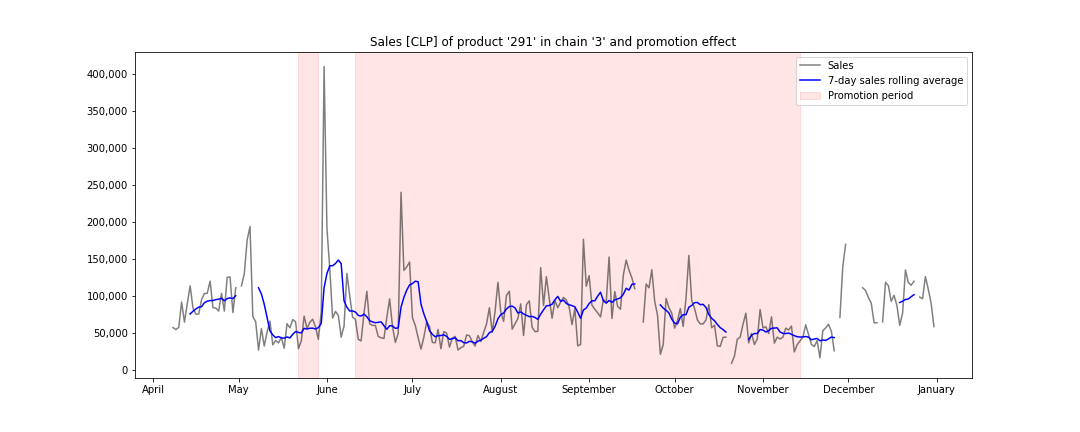 Sales [CLP] of product '291' in chain '3' and promotion effect
Sales
7-day sales rolling average
Promotion period
400,000
350,000
300,000
250,000
200,000
150,000
100,000
50,000
0
April May June July August September October November December January